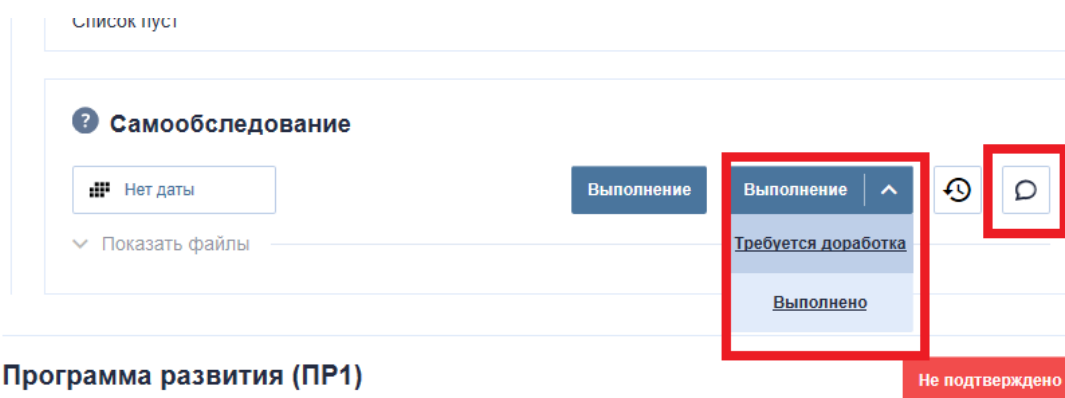 Список пуст
? Самообследование
Нет даты
Выполнение
Выполнение
Показать файлы
Требуется доработка
Выполнено
Программа развития (ПР1)
Не подтверждено